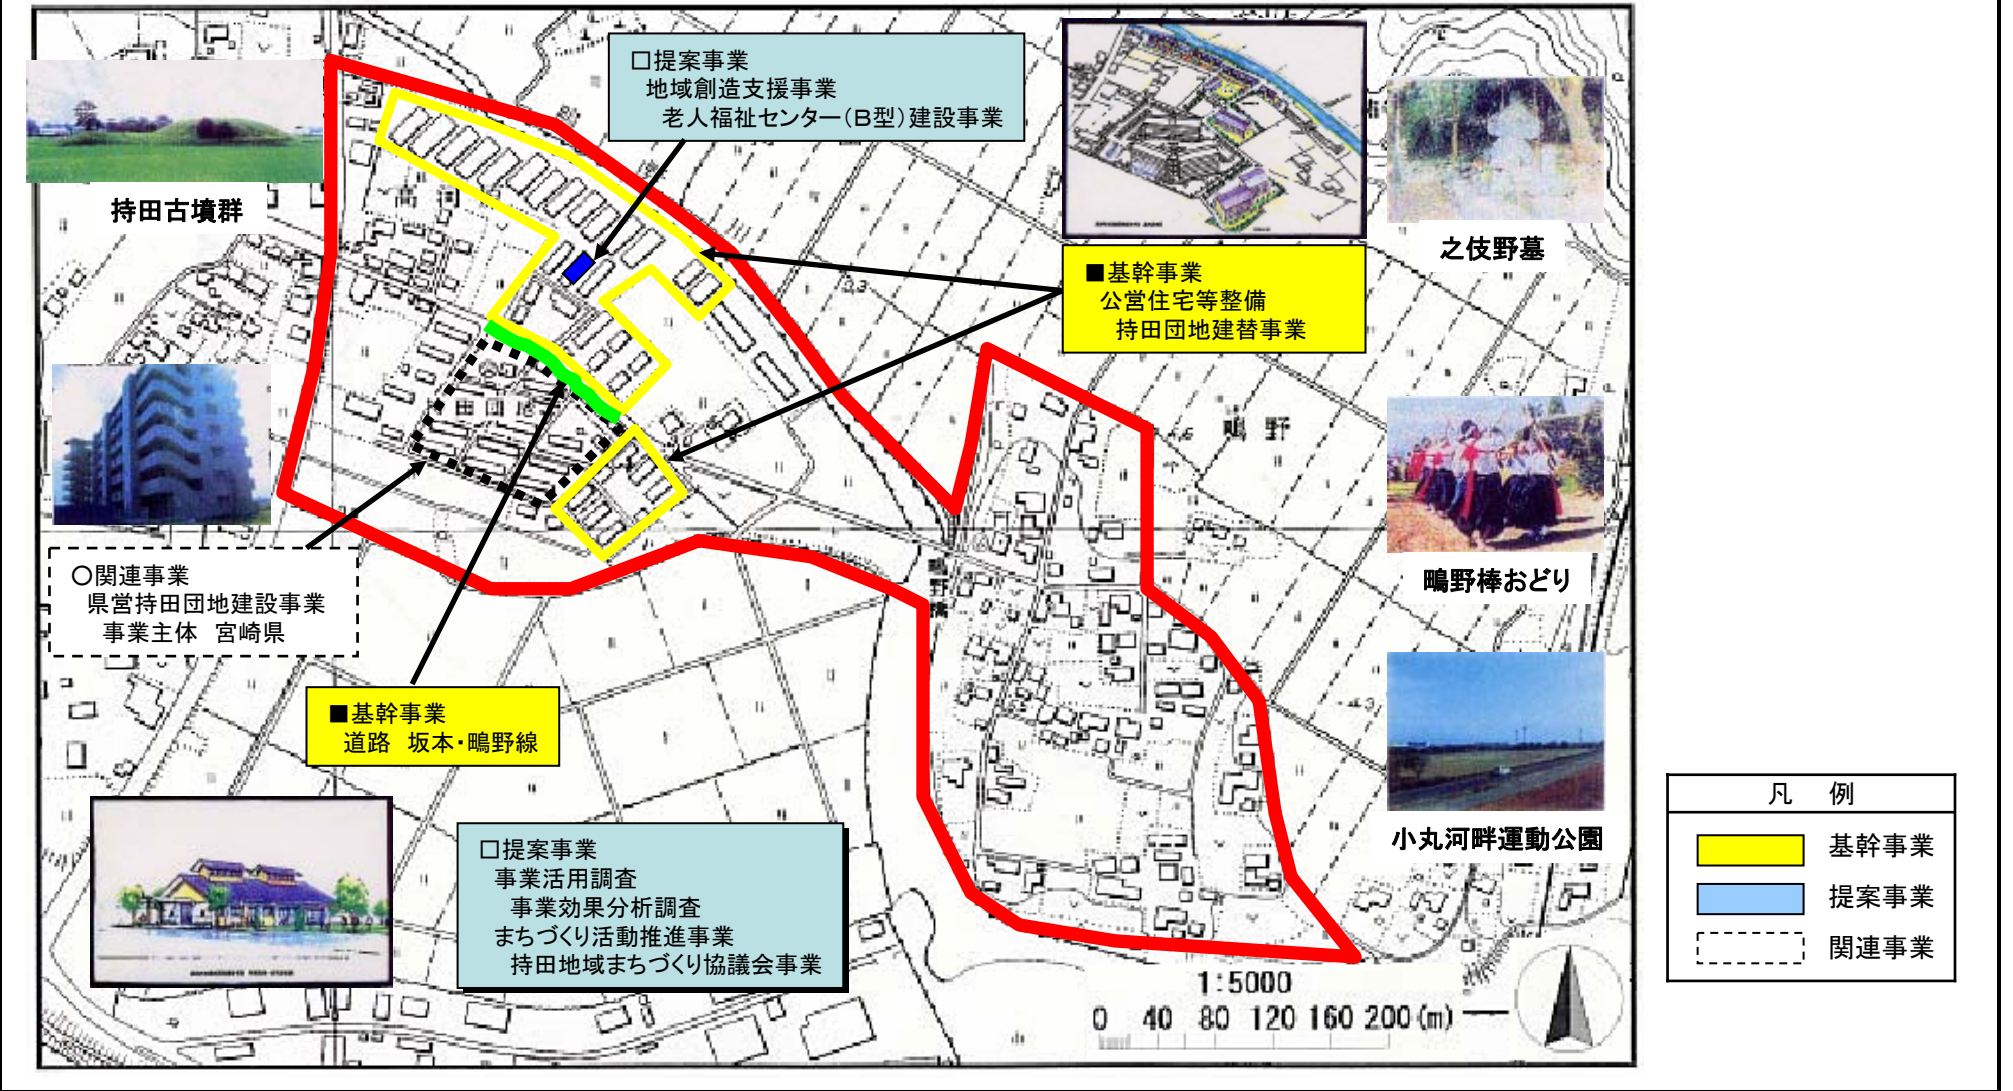 □提案事業
地域創造支援事業
老人福祉センター(B型)建設事業
持田古墳群
之伎野墓
■基幹事業
公営住宅等整備
持田団地建替事業
鴫野
田団地
鴫野棒おどり
○関連事業
県営持田団地建設事業
事業主体 宮崎県
■基幹事業
道路 坂本・鴫野線
小丸河畔運動公園
□提案事業
事業活用調査
事業効果分析調査
まちづくり活動推進事業
持田地域まちづくり協議会事業
凡 例
基幹事業
提案事業
関連事業
1:5000
0 40 80 120 160 200(m)